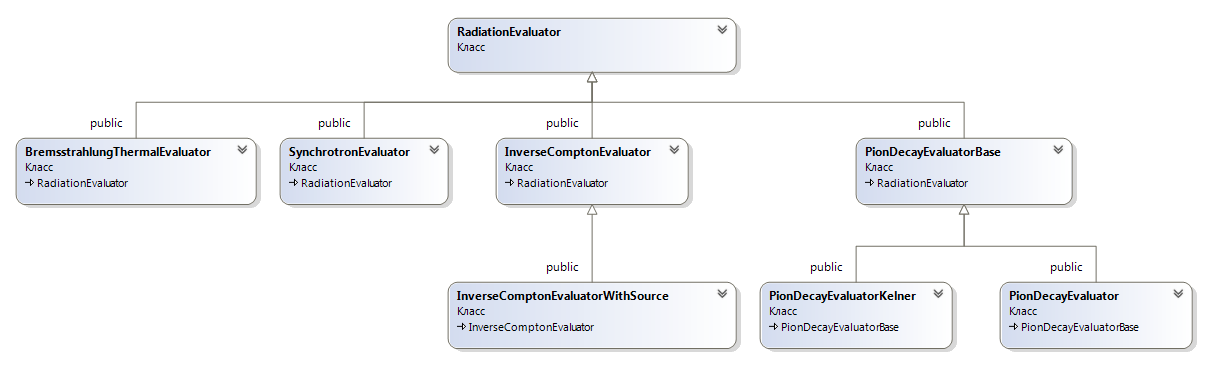 RadiationEvaluator
Класс
public
public
public
public
BremsstrahlungThermalEvaluator
Класс
RadiationEvaluator
SynchrotronEvaluator
Класс
RadiationEvaluator
InverseComptonEvaluator
Класс
RadiationEvaluator
PionDecayEvaluatorBase
Класс
RadiationEvaluator
public
public
public
InverseComptonEvaluatorWithSource
Класс
InverseComptonEvaluator
PionDecayEvaluatorKelner
Класс
PionDecayEvaluatorBase
PionDecayEvaluator
Класс
PionDecayEvaluatorBase